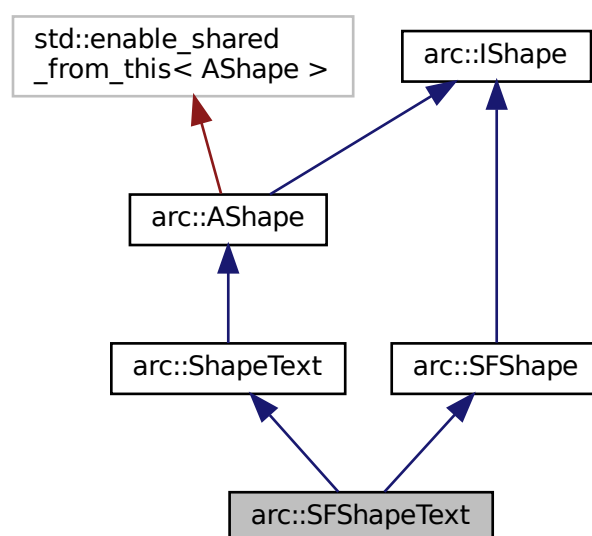 std::enable_shared
_from_this< AShape >
arc::IShape
arc::AShape
arc::ShapeText
arc::SFShape
arc::SFShapeText